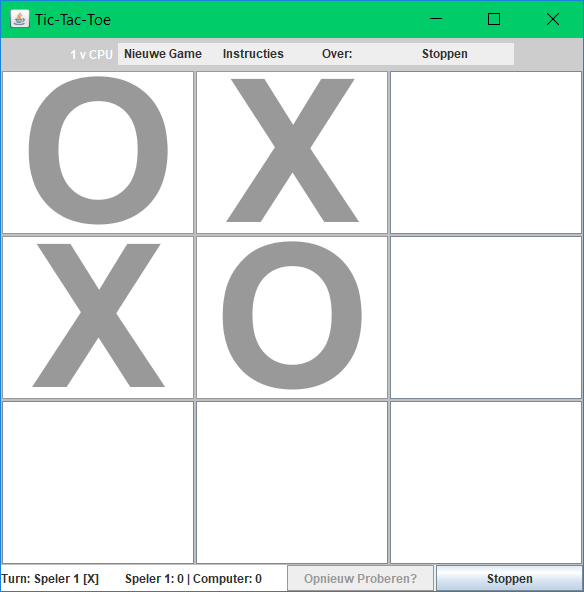 Tic-Tac-Toe
1 v CPU Nieuwe Game Instructies Over: Stoppen
O X
X O
Turn: Speler 1 [X] Speler 1: 0 | Computer: 0 Opnieuw Proberen? Stoppen